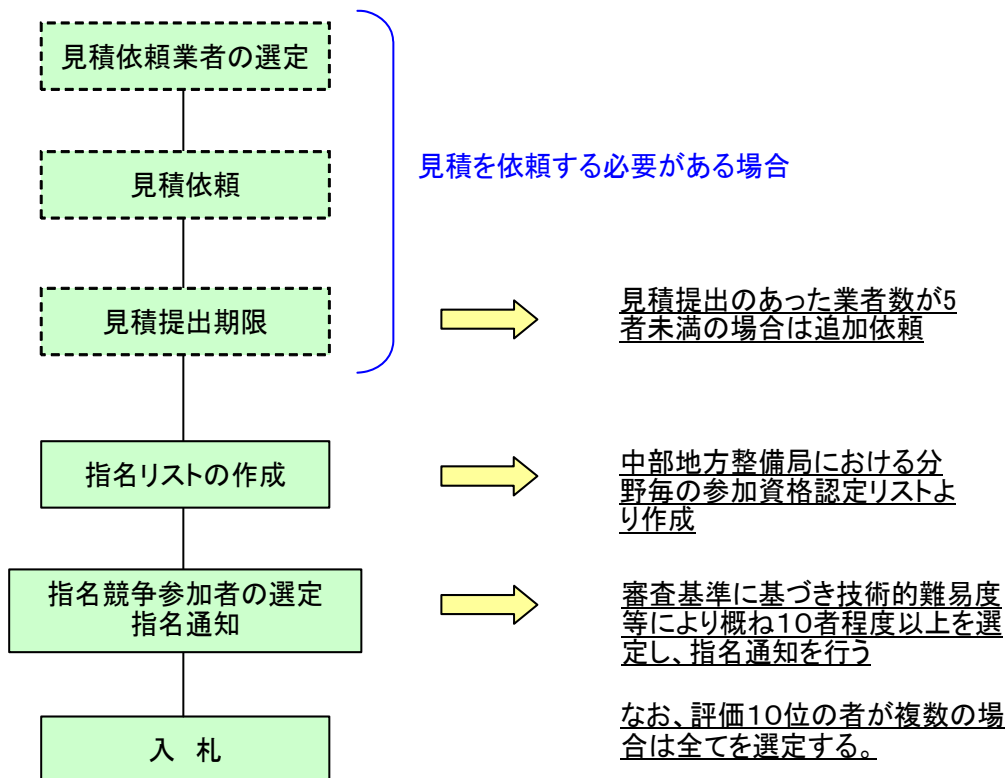 見積依頼業者の選定
見積依頼
見積を依頼する必要がある場合
見積提出期限
見積提出のあった業者数が5
者未満の場合は追加依頼
指名リストの作成
中部地方整備局における分
野毎の参加資格認定リストよ
り作成
指名競争参加者の選定
指名通知
審査基準に基づき技術的難易度
等により概ね１０者程度以上を選
定し、指名通知を行う
なお、評価１０位の者が複数の場
合は全てを選定する。
入　札